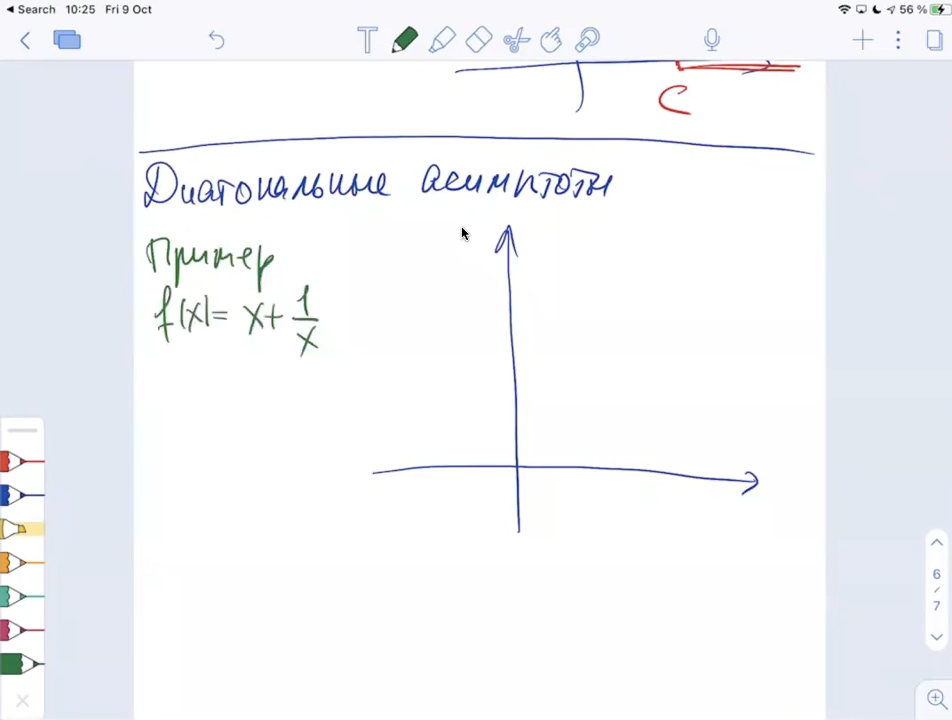 Search 10:25 Fri 9 Oct 56 %
T
C
Диагональные асимптоты
Пример
f(x)= x+ 1/x
6
/
7